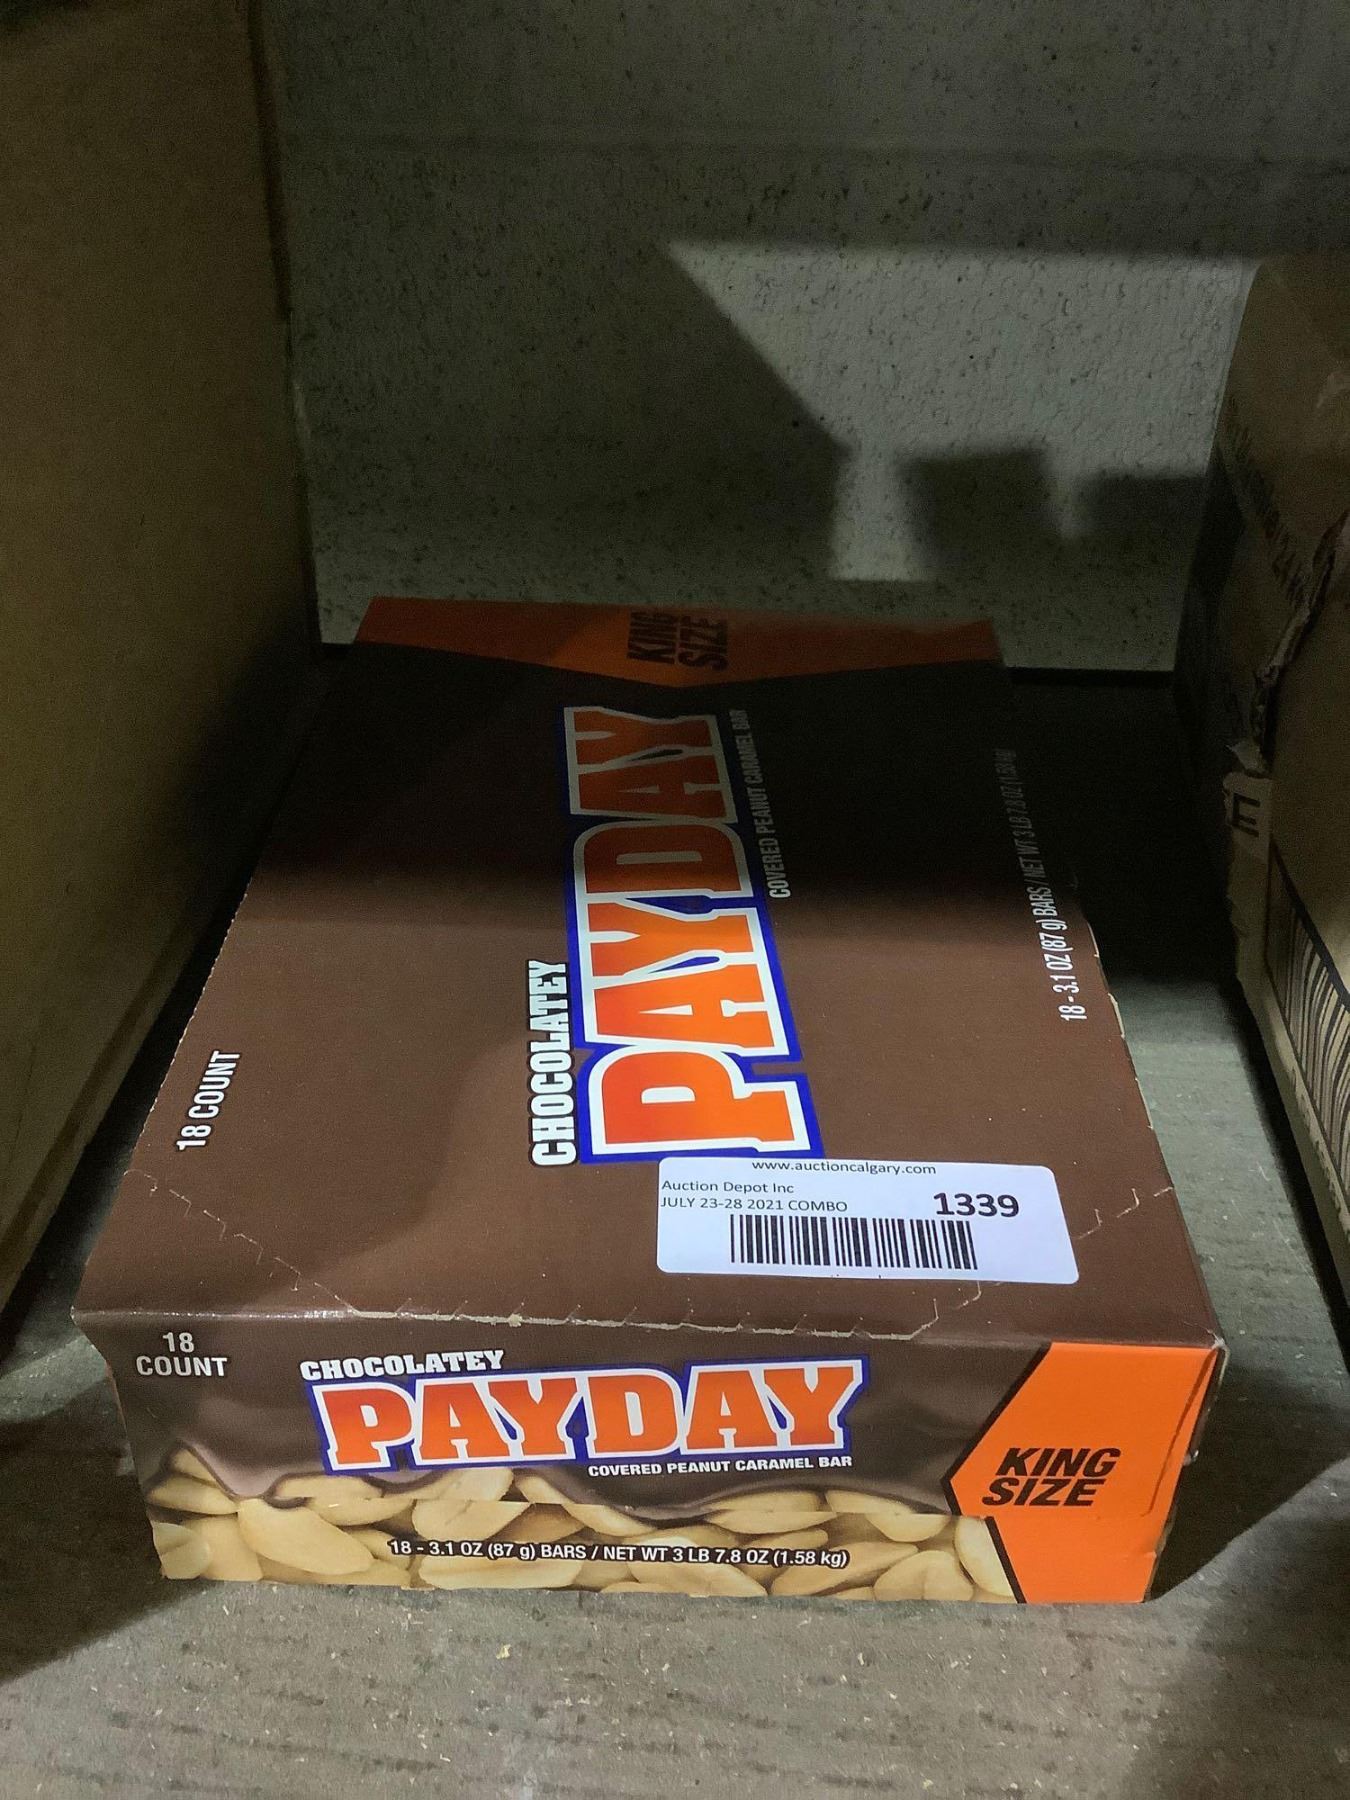 KING
SIZE
CHOCOLATEY
PAYDAY
COVERED PEANUT CARAMEL BAR
18 - 3.1 OZ (87 g) BARS / NET WT 3 LB 7.8 OZ (1.58 kg)
18 COUNT
www.auctioncalgary.com
Auction Depot Inc
JULY 23-28 2021 COMBO
1339
18
COUNT
CHOCOLATEY
PAYDAY
COVERED PEANUT CARAMEL BAR
KING
SIZE
18 - 3.1 OZ (87 g) BARS / NET WT 3 LB 7.8 OZ (1.58 kg)